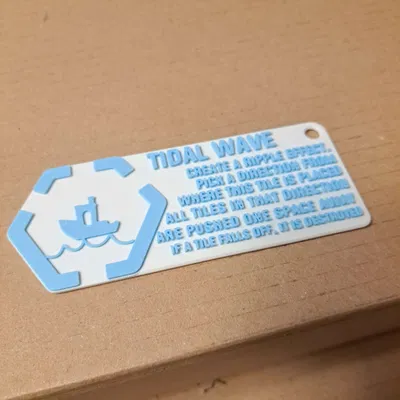 TIDAL WAVE
CREATE A RIPPLE EFFECT.
PICK A DIRECTION FROM
WHERE THIS TILE IS PLACED
ALL TILES IN THAT DIRECTION
ARE PUSHED ONE SPACE AWAY
IF A TILE FALLS OFF, IT IS DESTROYED